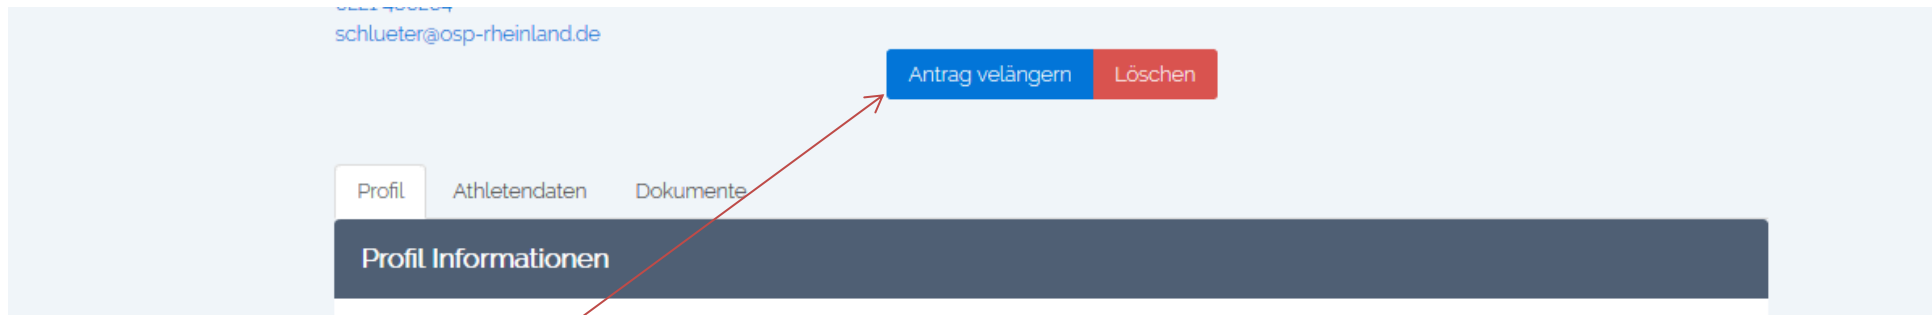 schlueter@osp-rheinland.de
Antrag velängern Löschen
Profil Athletendaten Dokumente
Profil Informationen